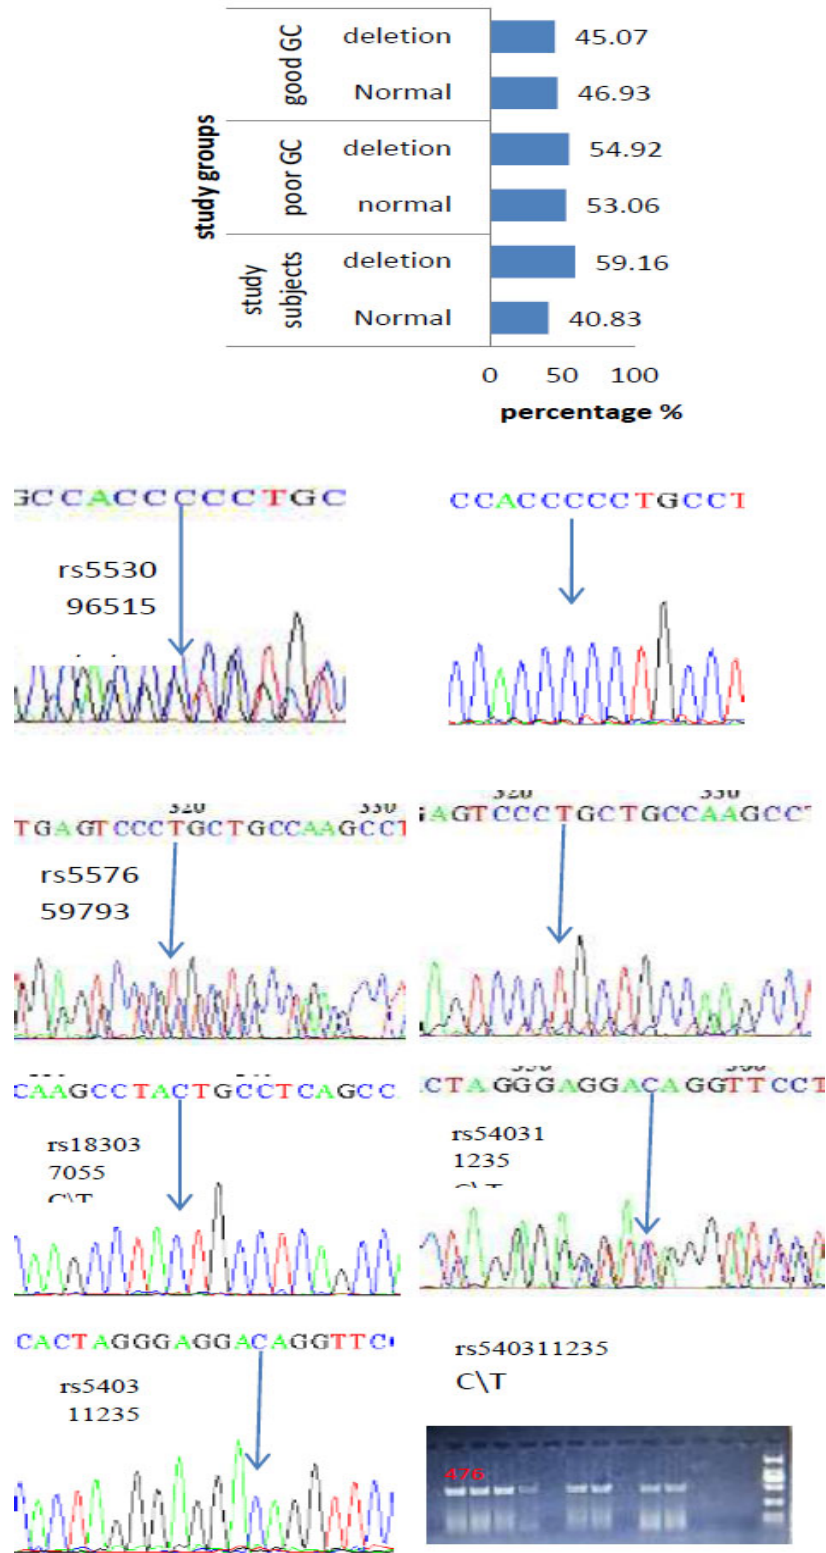 study groups
good GC
deletion 45.07
Normal 46.93
poor GC
deletion 54.92
normal 53.06
study
subjects
deletion 59.16
Normal 40.83
0 50 100
percentage %
GCCACCCCCCTGC
CCACCCCCTGCCT
rs5530
96515
320 330
TGAGTCCCTGCTGCCAAGCCT
rs5576
59793
320 330
GAGTCCCTGCTGCCAAGCC
CAAGCCTACTGCCTCAGCC
rs18303
7055
C\T
CTAGGGAGGACAGGTTCCT
rs54031
1235
C\T
CACTAGGGAGGACAGGTTC
rs5403
11235
rs540311235
C\T
476